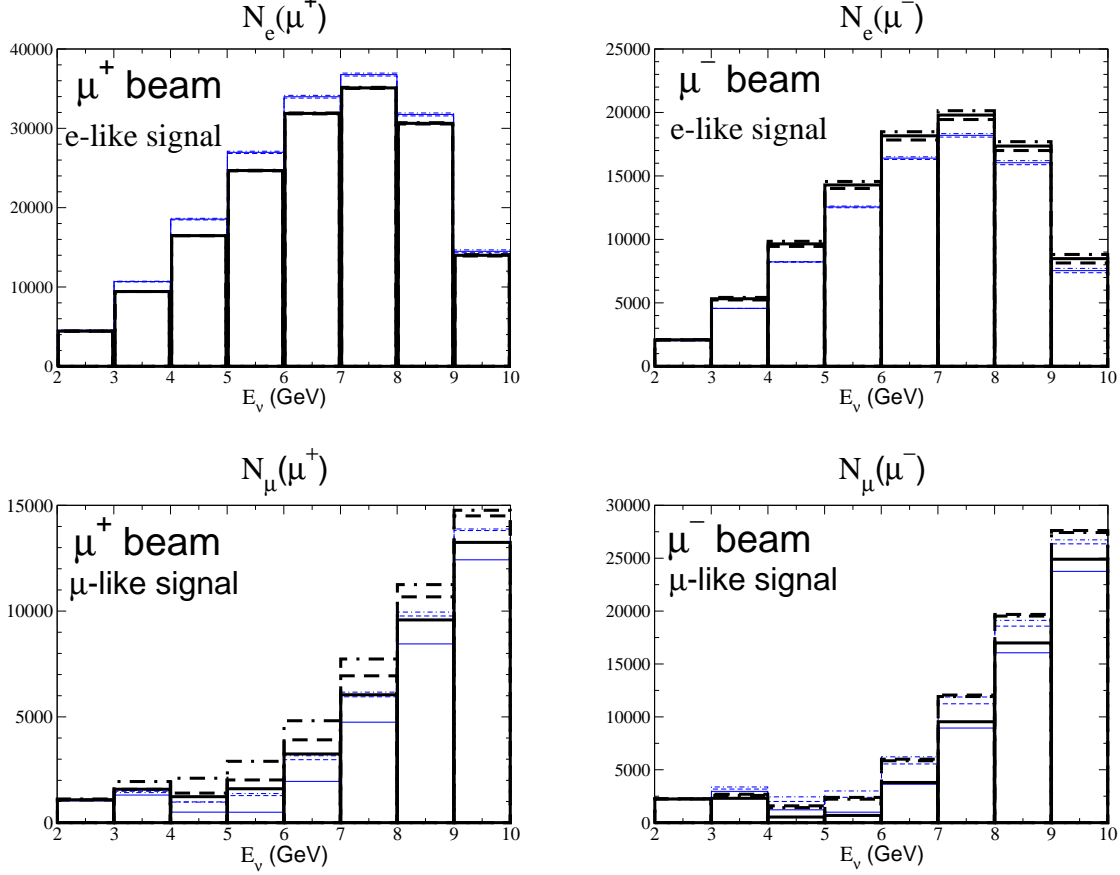 N_e(μ⁺)
40000
30000
20000
10000
0
μ⁺ beam
e-like signal
2 3 4 5 6 7 8 9 10
E_ν (GeV)
N_e(μ⁻)
25000
20000
15000
10000
5000
0
μ⁻ beam
e-like signal
2 3 4 5 6 7 8 9 10
E_ν (GeV)
N_μ(μ⁺)
15000
10000
5000
0
μ⁺ beam
μ-like signal
2 3 4 5 6 7 8 9 10
E_ν (GeV)
N_μ(μ⁻)
30000
25000
20000
15000
10000
5000
0
μ⁻ beam
μ-like signal
2 3 4 5 6 7 8 9 10
E_ν (GeV)